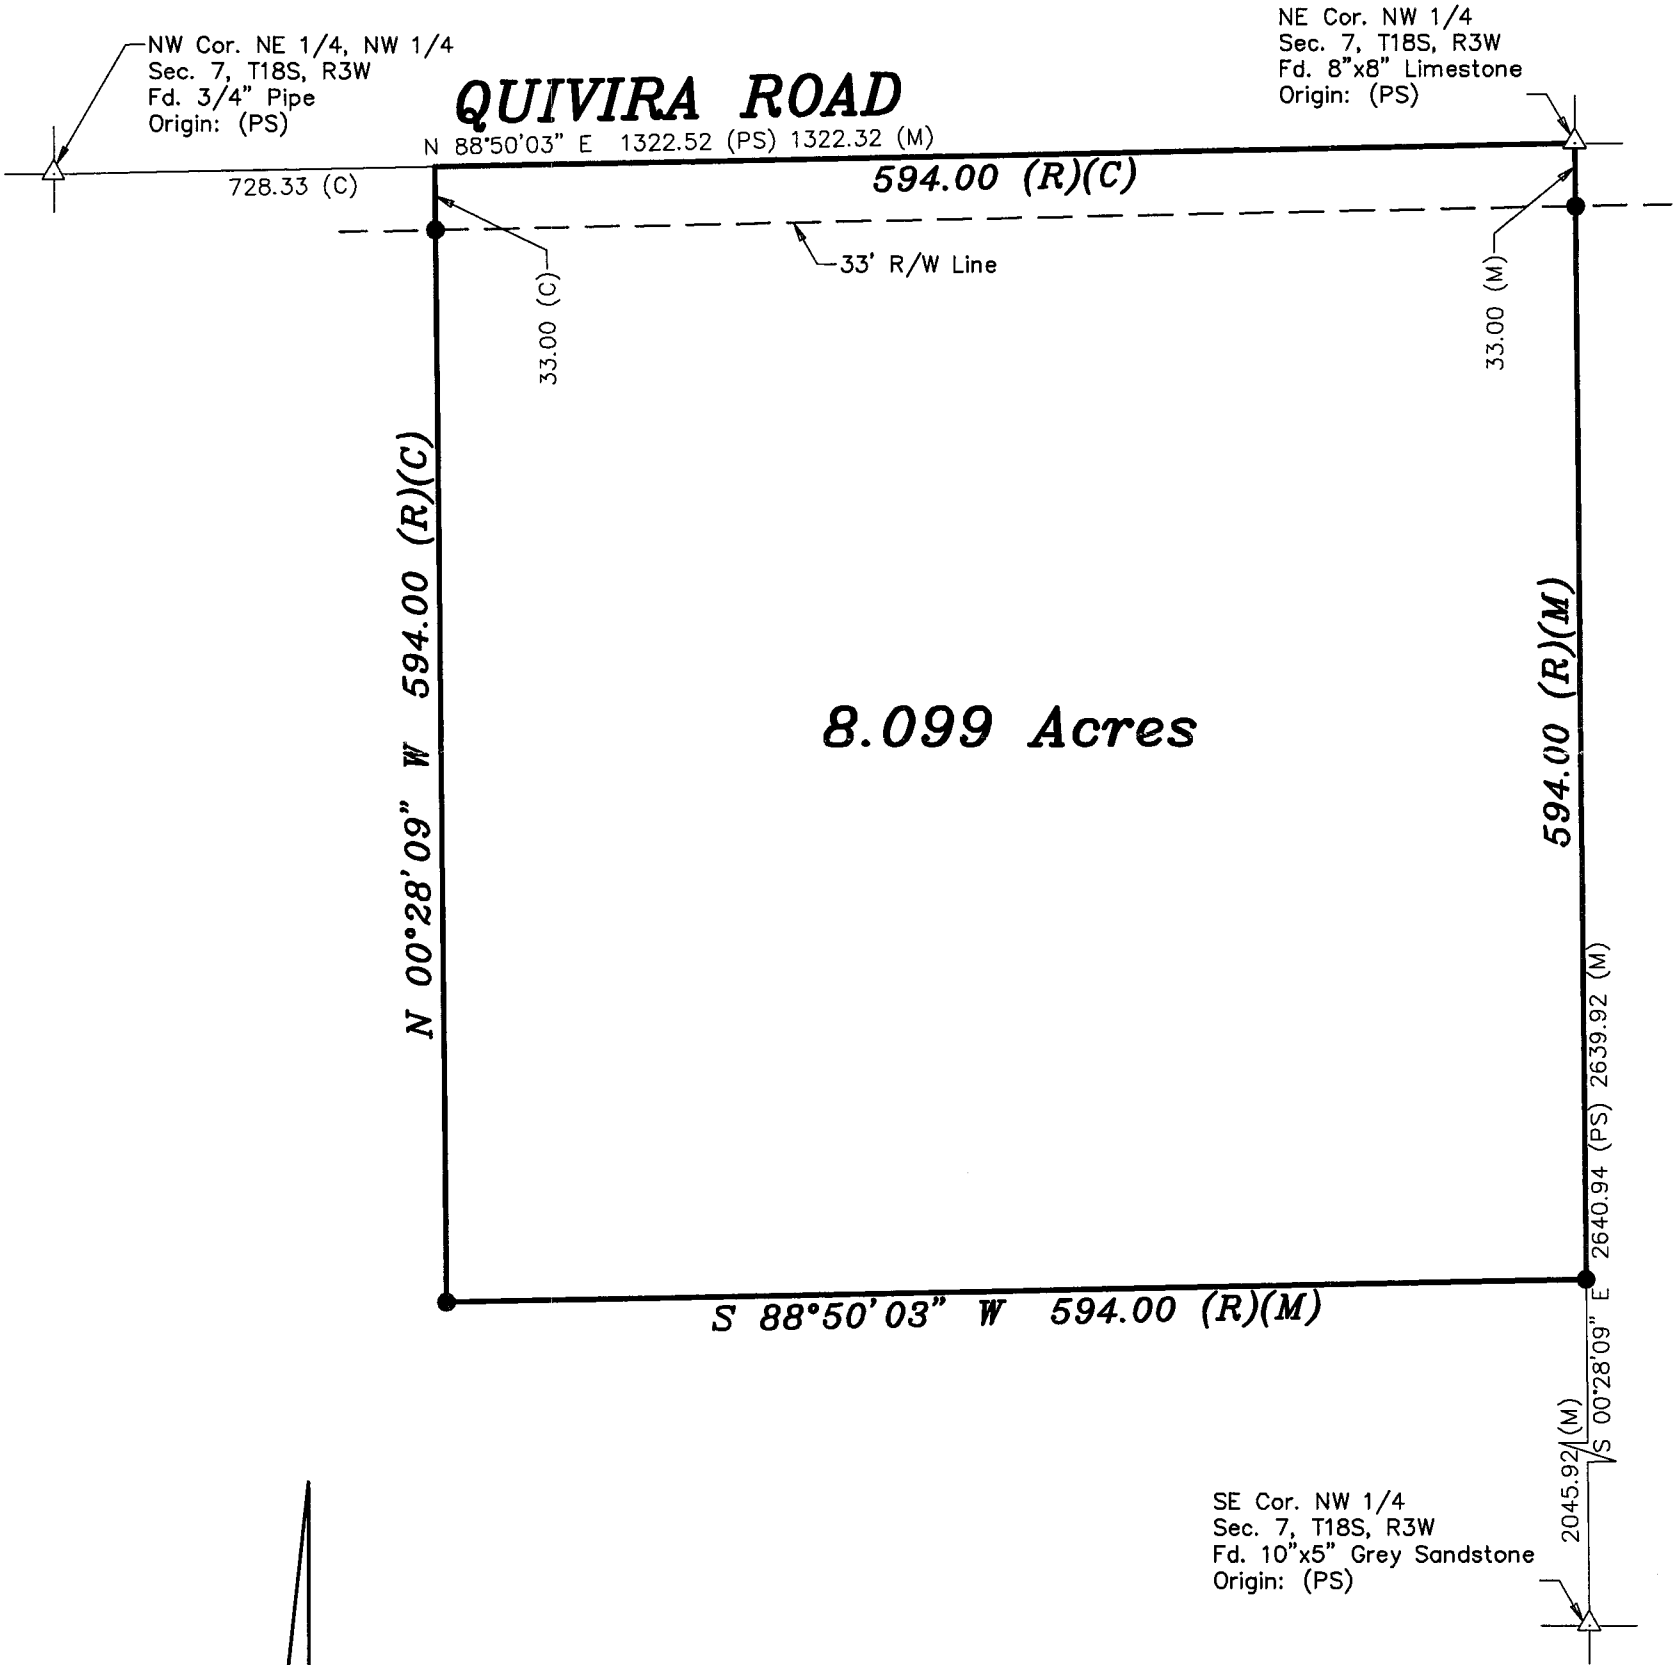 NW Cor. NE 1/4, NW 1/4
Sec. 7, T18S, R3W
Fd. 3/4" Pipe
Origin: (PS)
QUIVIRA ROAD
NE Cor. NW 1/4
Sec. 7, T18S, R3W
Fd. 8"x8" Limestone
Origin: (PS)
N 88°50'03" E 1322.52 (PS) 1322.32 (M)
728.33 (C)
594.00 (R)(C)
33' R/W Line
33.00 (C)
33.00 (M)
N 00°28'09" W 594.00 (R)(C)
8.099 Acres
594.00 (R)(M)
S 00°28'09" E 2640.94 (PS) 2639.92 (M)
S 88°50'03" W 594.00 (R)(M)
2045.92 (M)
SE Cor. NW 1/4
Sec. 7, T18S, R3W
Fd. 10"x5" Grey Sandstone
Origin: (PS)